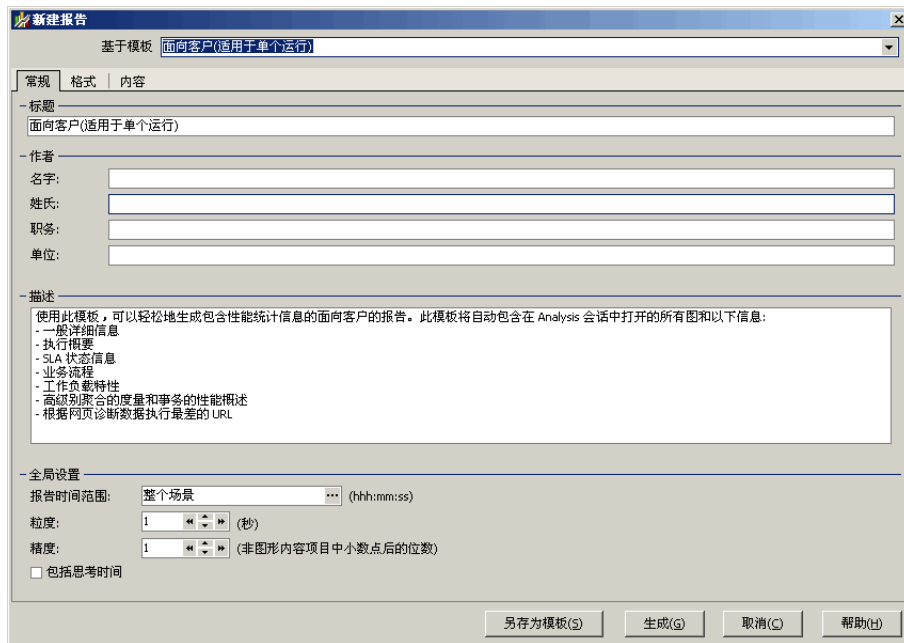 新建报告
基于模板 面向客户(适用于单个运行)
常规 格式 内容
标题
面向客户(适用于单个运行)
作者
名字:
姓氏:
职务:
单位:
描述
使用此模板，可以轻松地生成包含性能统计信息的面向客户的报告。此模板将自动包含在 Analysis 会话中打开的所有图和以下信息:
- 一般详细信息
- 执行概要
- SLA 状态信息
- 业务流程
- 工作负载特性
- 高级别聚合的度量和事务的性能概述
- 根据网页诊断数据执行最差的 URL
全局设置
报告时间范围: 整个场景 ... (hhh:mm:ss)
粒度: 1 (秒)
精度: 1 (非图形内容项目中小数点后的位数)
包括思考时间
另存为模板(S) 生成(G) 取消(C) 帮助(H)